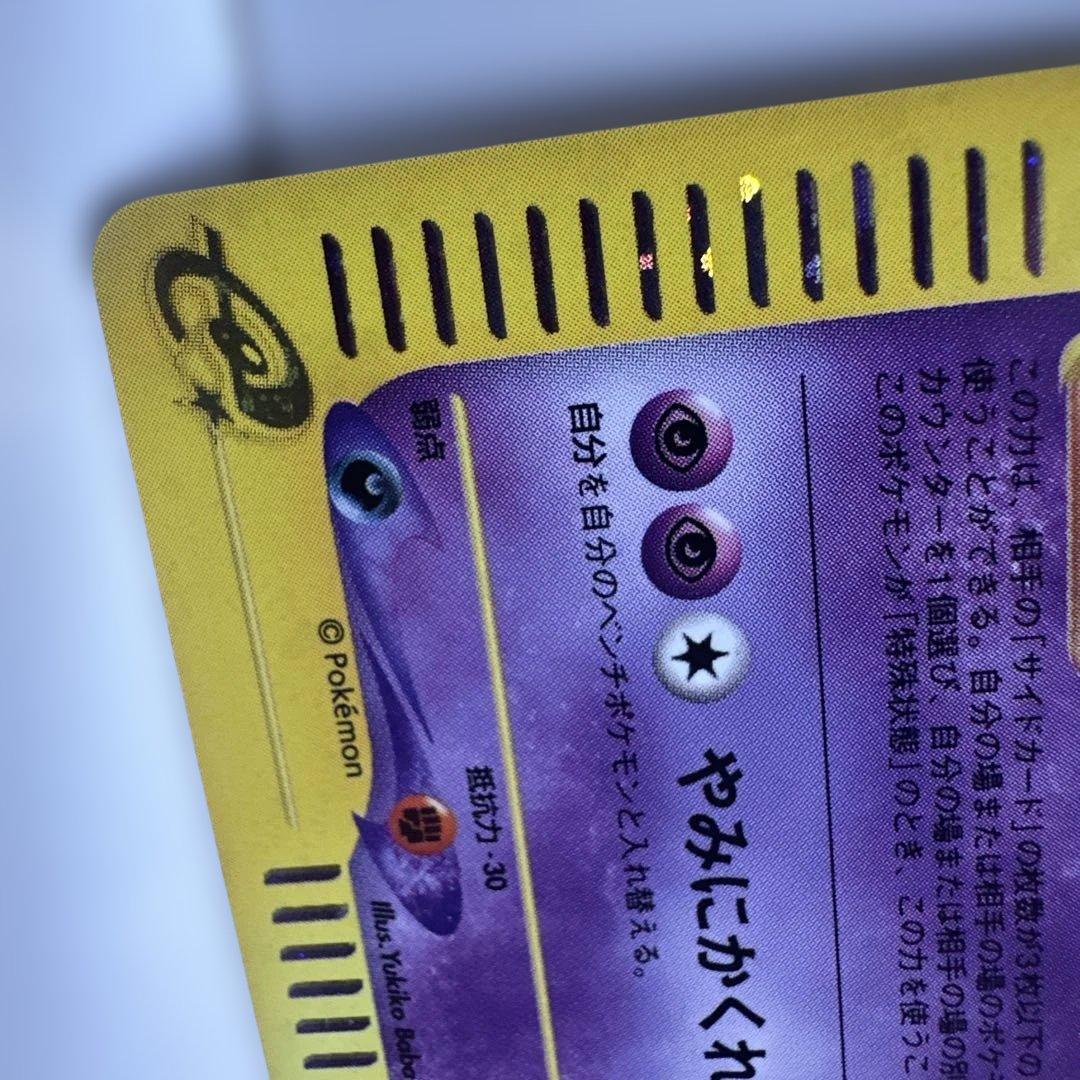 この力は、相手の「サイドカード」の枚数が3枚以下の
使うことができる。自分の場または相手の場のポケ
カウンターを1個選び、自分の場または相手の場の別
このポケモンが「特殊状態」のとき、この力を使うこ
やみにかくれ
自分を自分のベンチポケモンと入れ替える。
弱点
抵抗力 -30
© Pokémon
Illus. Yukiko Baba
e